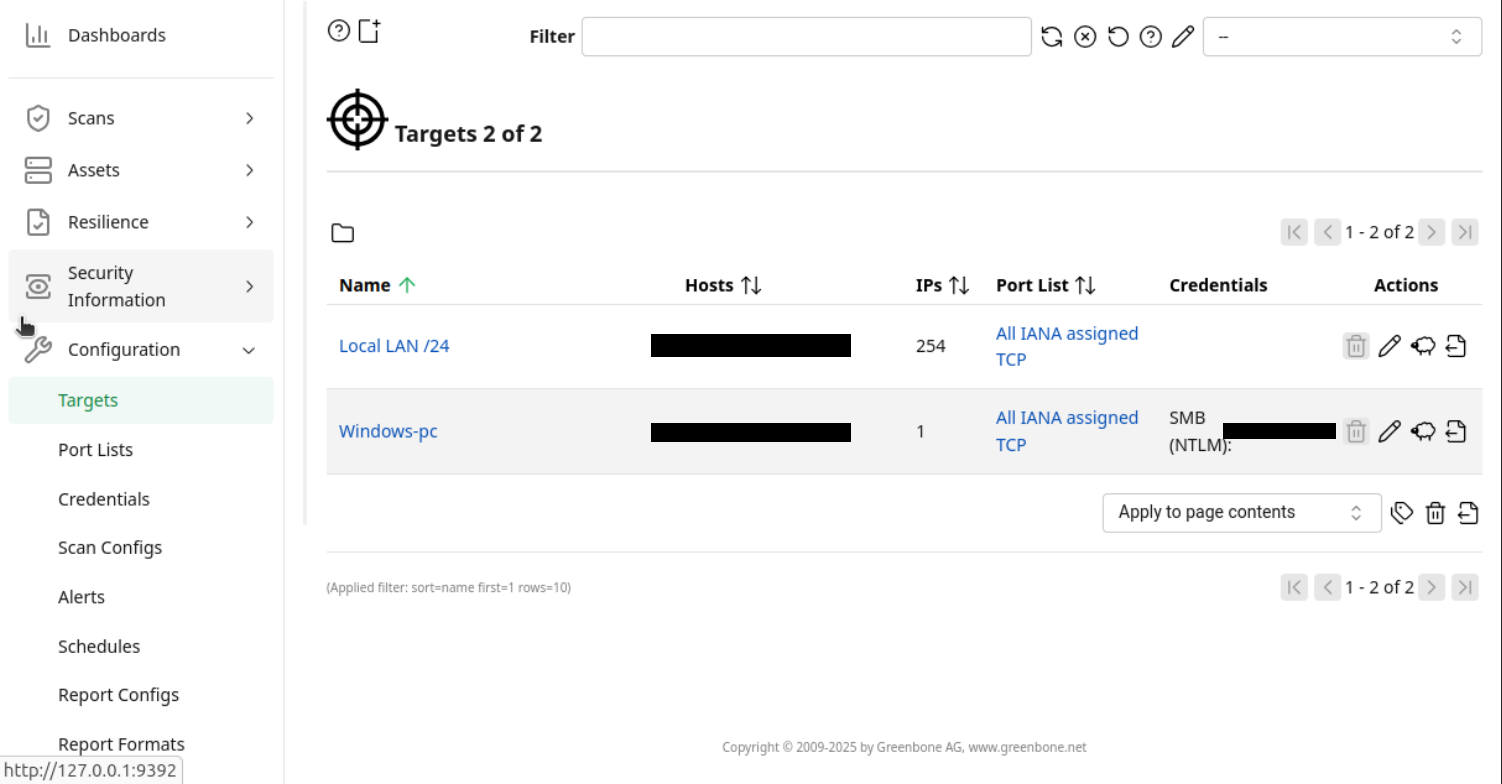 Dashboards
Scans
Assets
Resilience
Security
Information
Configuration
Targets
Port Lists
Credentials
Scan Configs
Alerts
Schedules
Report Configs
Report Formats
http://127.0.0.1:9392
Filter
--
Targets 2 of 2
1 - 2 of 2
Name Hosts IPs Port List Credentials Actions
Local LAN /24 254 All IANA assigned
TCP
Windows-pc 1 All IANA assigned
TCP
SMB
(NTLM):
Apply to page contents
(Applied filter: sort=name first=1 rows=10)
1 - 2 of 2
Copyright © 2009-2025 by Greenbone AG, www.greenbone.net